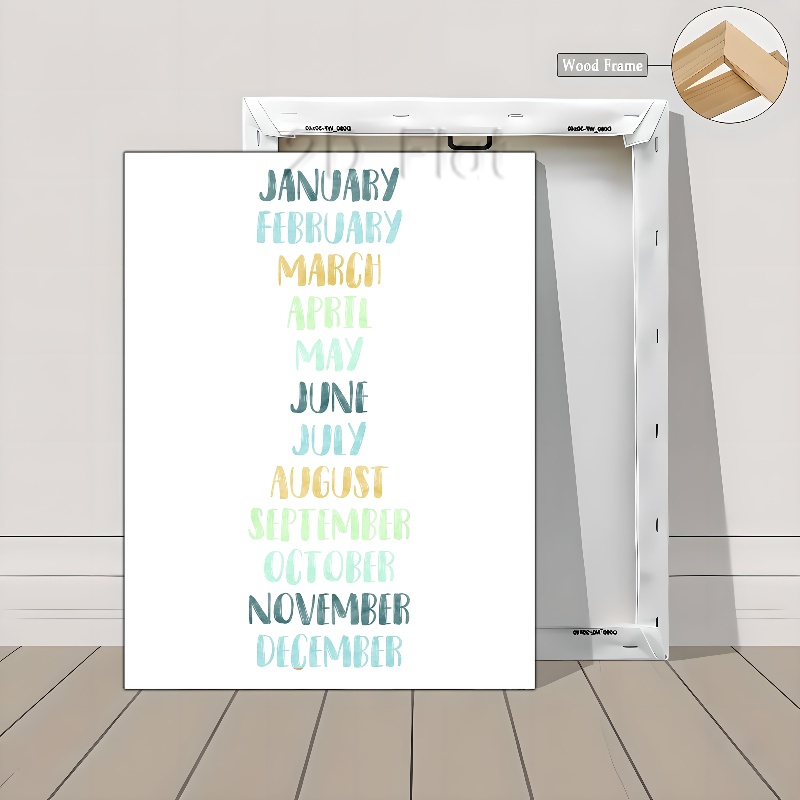 Wood Frame
2D Flat
JANUARY
FEBRUARY
MARCH
APRIL
MAY
JUNE
JULY
AUGUST
SEPTEMBER
OCTOBER
NOVEMBER
DECEMBER